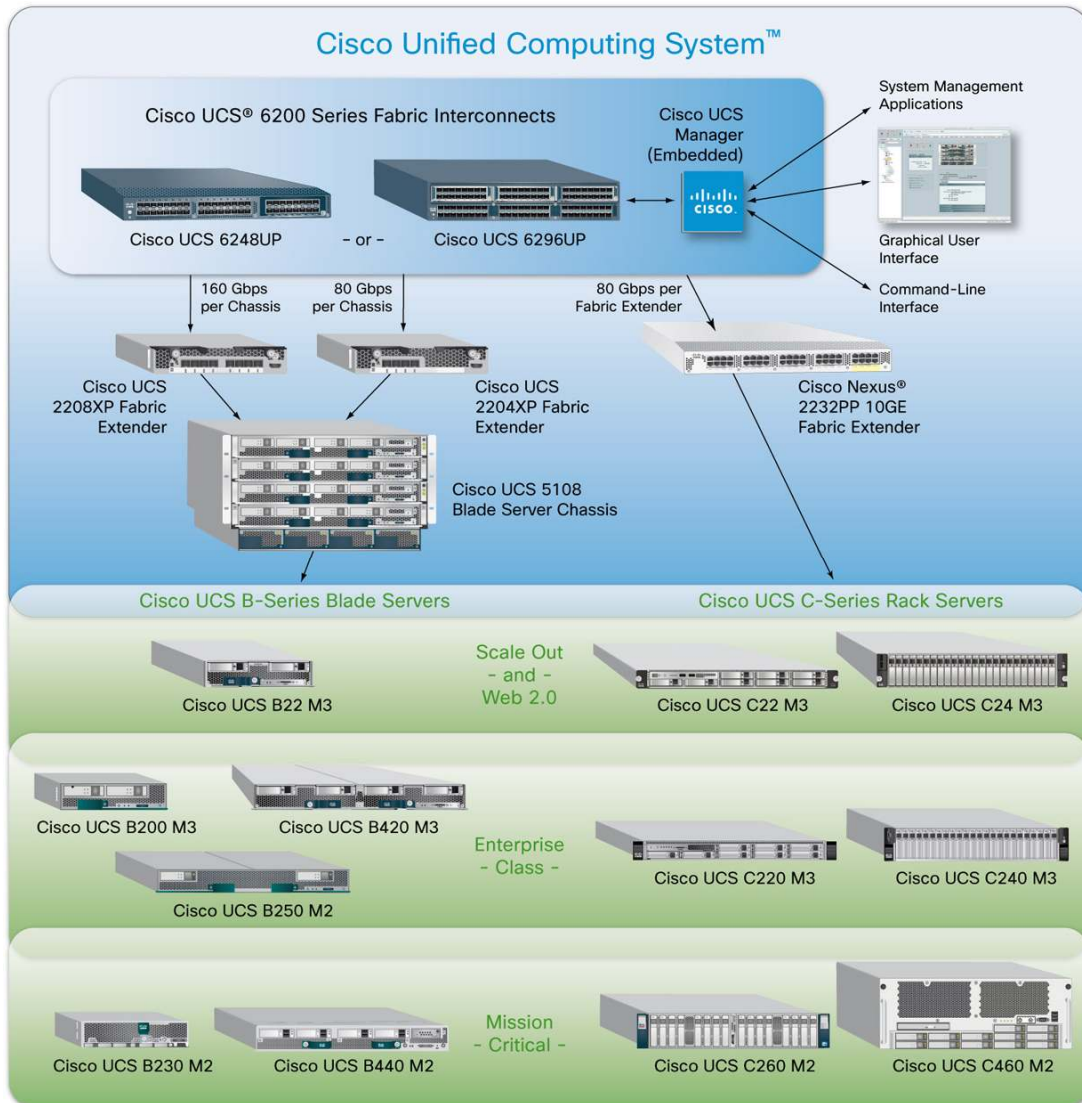 Cisco Unified Computing System™
Cisco UCS® 6200 Series Fabric Interconnects
Cisco UCS
Manager
(Embedded)
System Management
Applications
CISCO.
Cisco UCS 6248UP
- or -
Cisco UCS 6296UP
Graphical User
Interface
Command-Line
Interface
160 Gbps
per Chassis
80 Gbps
per Chassis
80 Gbps per
Fabric Extender
Cisco UCS
2208XP Fabric
Extender
Cisco UCS
2204XP Fabric
Extender
Cisco Nexus®
2232PP 10GE
Fabric Extender
Cisco UCS 5108
Blade Server Chassis
Cisco UCS B-Series Blade Servers
Cisco UCS C-Series Rack Servers
Scale Out
- and -
Web 2.0
Cisco UCS B22 M3
Cisco UCS C22 M3
Cisco UCS C24 M3
Cisco UCS B200 M3
Cisco UCS B420 M3
Cisco UCS B250 M2
Enterprise
- Class -
Cisco UCS C220 M3
Cisco UCS C240 M3
Cisco UCS B230 M2
Cisco UCS B440 M2
Mission
- Critical -
Cisco UCS C260 M2
Cisco UCS C460 M2